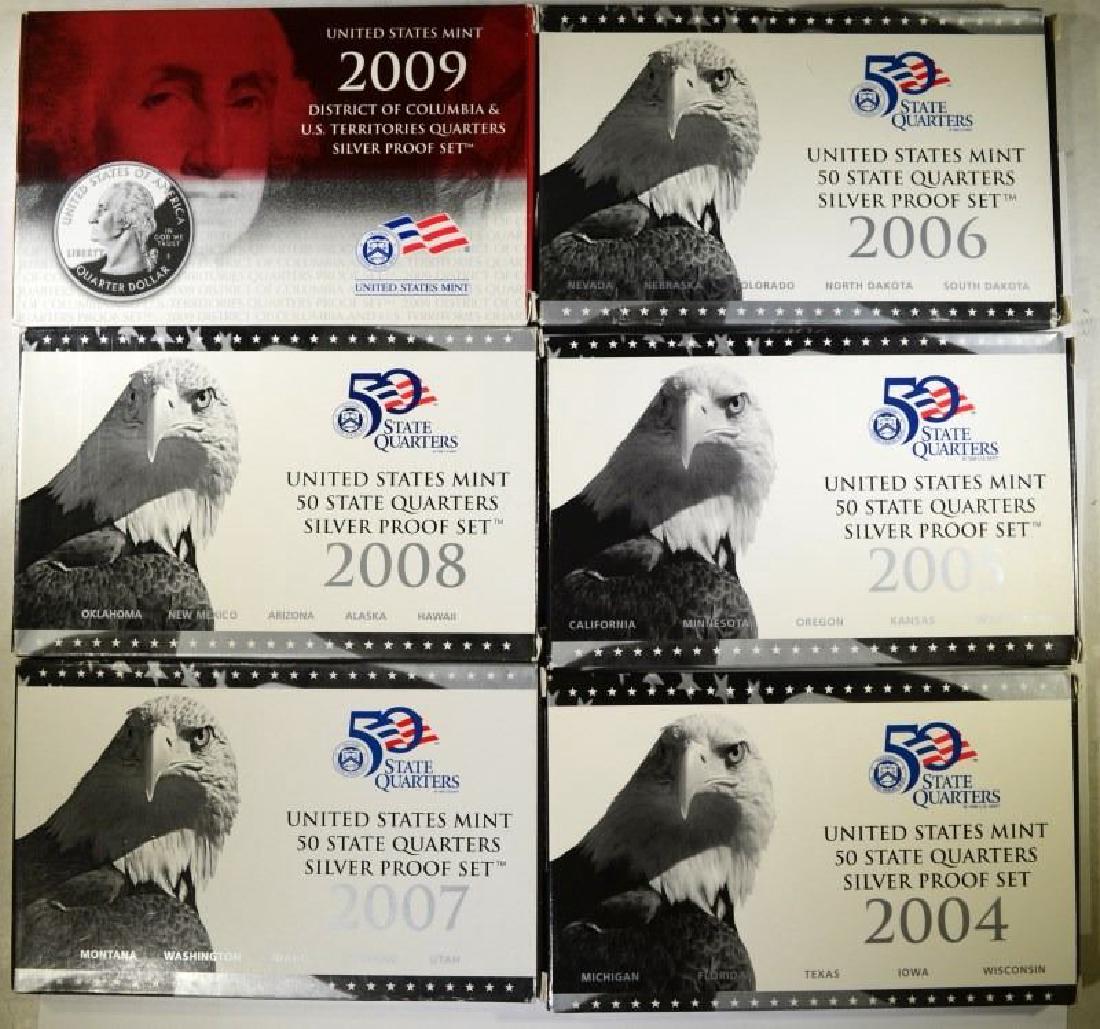 UNITED STATES MINT
2009
DISTRICT OF COLUMBIA &
U.S. TERRITORIES QUARTERS
SILVER PROOF SET™
UNITED STATES OF AMERICA
LIBERTY
IN
GOD WE
TRUST
QUARTER DOLLAR
UNITED STATES MINT
50
STATE
QUARTERS
UNITED STATES MINT
50 STATE QUARTERS
SILVER PROOF SET™
2006
NEVADA NEBRASKA COLORADO NORTH DAKOTA SOUTH DAKOTA
50
STATE
QUARTERS
UNITED STATES MINT
50 STATE QUARTERS
SILVER PROOF SET™
2008
OKLAHOMA NEW MEXICO ARIZONA ALASKA HAWAII
50
STATE
QUARTERS
UNITED STATES MINT
50 STATE QUARTERS
SILVER PROOF SET™
2005
CALIFORNIA MINNESOTA OREGON KANSAS
50
STATE
QUARTERS
UNITED STATES MINT
50 STATE QUARTERS
SILVER PROOF SET™
2007
MONTANA WASHINGTON IDAHO UTAH
50
STATE
QUARTERS
UNITED STATES MINT
50 STATE QUARTERS
SILVER PROOF SET
2004
MICHIGAN FLORIDA TEXAS IOWA WISCONSIN